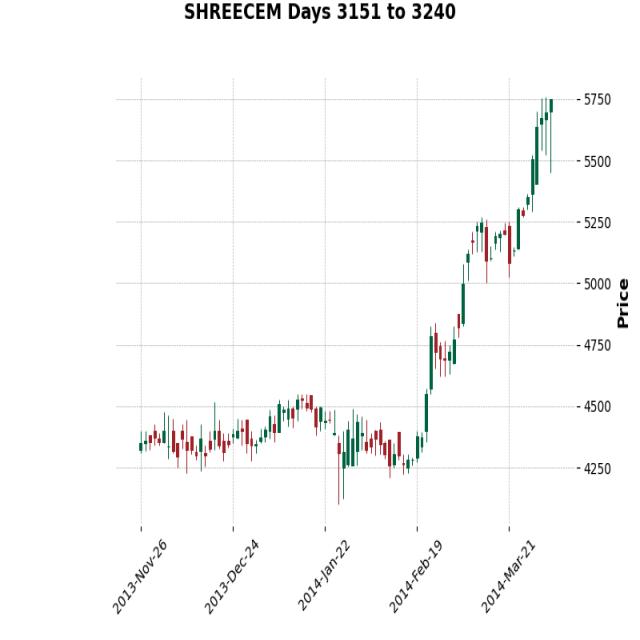 SHREECEM Days 3151 to 3240
5750
5500
5250
5000
4750
4500
4250
Price
2013-Nov-26
2013-Dec-24
2014-Jan-22
2014-Feb-19
2014-Mar-21